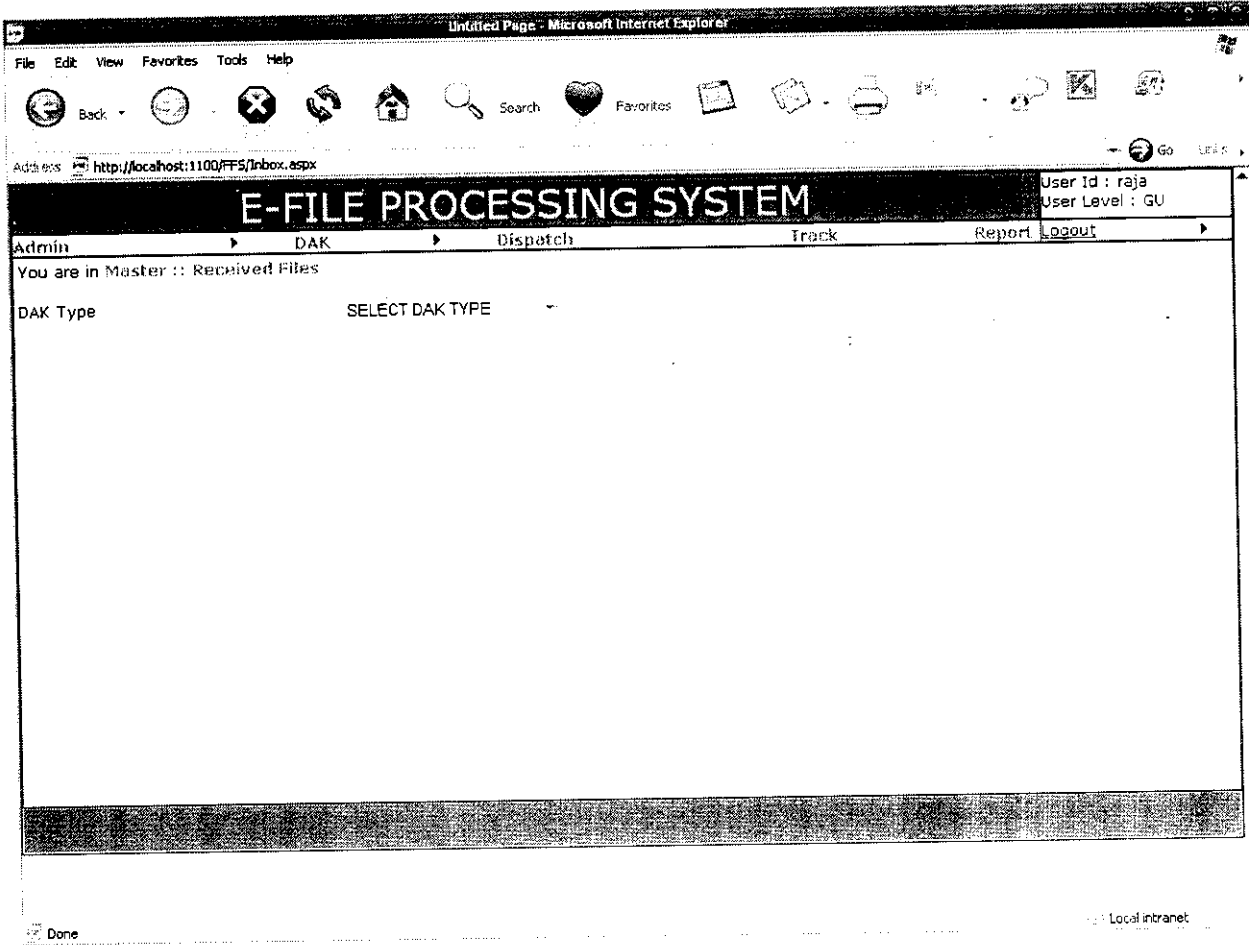 Untitled Page - Microsoft Internet Explorer
File Edit View Favorites Tools Help
Back Search Favorites
Address http://localhost:1100/FFS/Inbox.aspx Go Links
E-FILE PROCESSING SYSTEM
User Id : raja
User Level : GU
Admin DAK Dispatch Track Report Logout
You are in Master :: Received Files
DAK Type SELECT DAK TYPE
Done Local intranet